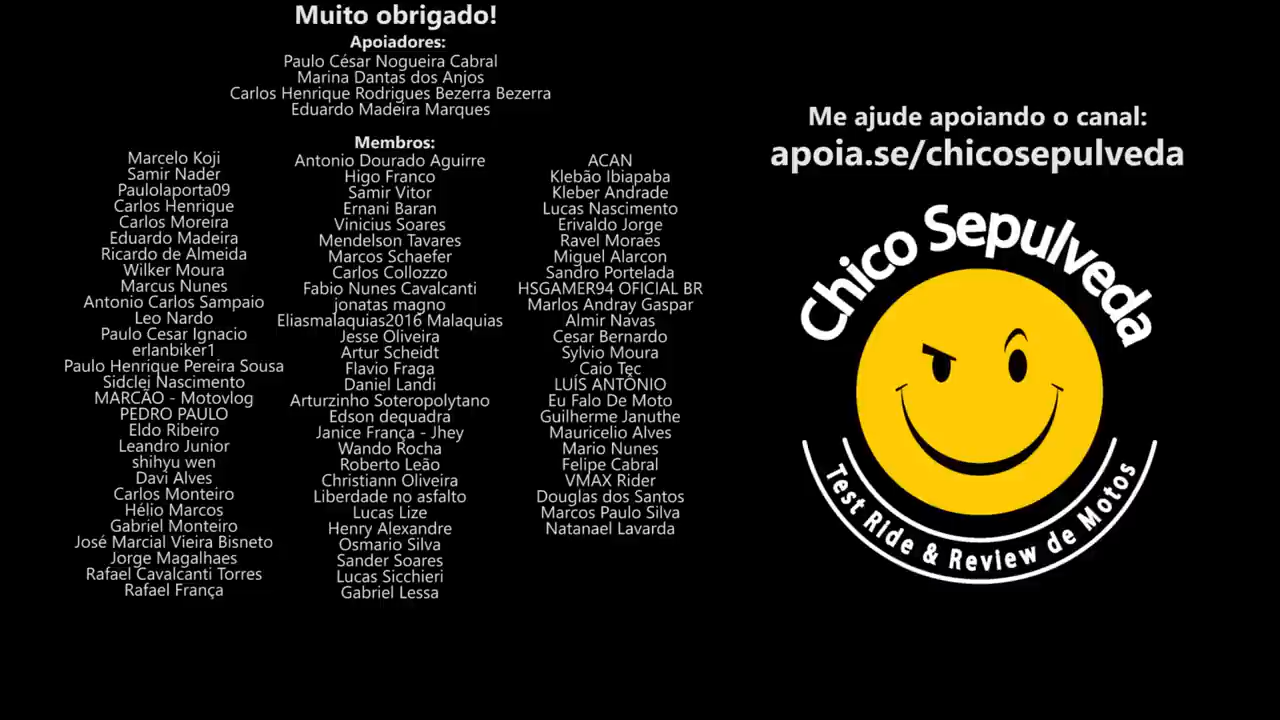 Muito obrigado!
Apoiadores:
Paulo César Nogueira Cabral
Marina Dantas dos Anjos
Carlos Henrique Rodrigues Bezerra Bezerra
Eduardo Madeira Marques
Membros:
Marcelo Koji
Samir Nader
Paulolaporta09
Carlos Henrique
Carlos Moreira
Eduardo Madeira
Ricardo de Almeida
Wilker Moura
Marcus Nunes
Antonio Carlos Sampaio
Leo Nardo
Paulo Cesar Ignacio
erlanbiker1
Paulo Henrique Pereira Sousa
Sidclei Nascimento
MARCÃO - Motovlog
PEDRO PAULO
Eldo Ribeiro
Leandro Junior
shihyu wen
Davi Alves
Carlos Monteiro
Hélio Marcos
Gabriel Monteiro
José Marcial Vieira Bisneto
Jorge Magalhaes
Rafael Cavalcanti Torres
Rafael França
Antonio Dourado Aguirre
Higo Franco
Samir Vitor
Ernani Baran
Vinicius Soares
Mendelson Tavares
Marcos Schaefer
Carlos Collozzo
Fabio Nunes Cavalcanti
jonatas magno
Eliasmalaquias2016 Malaquias
Jesse Oliveira
Artur Scheidt
Flavio Fraga
Daniel Landi
Arturzinho Soteropolytano
Edson dequadra
Janice França - Jhey
Wando Rocha
Roberto Leão
Christiann Oliveira
Liberdade no asfalto
Lucas Lize
Henry Alexandre
Osmario Silva
Sander Soares
Lucas Sicchieri
Gabriel Lessa
ACAN
Klebão Ibiapaba
Kleber Andrade
Lucas Nascimento
Erivaldo Jorge
Ravel Moraes
Miguel Alarcon
Sandro Portelada
HSGAMER94 OFICIAL BR
Marlos Andray Gaspar
Almir Navas
Cesar Bernardo
Sylvio Moura
Caio Tec
LUÍS ANTÔNIO
Eu Falo De Moto
Guilherme Januthe
Mauricelio Alves
Mario Nunes
Felipe Cabral
VMAX Rider
Douglas dos Santos
Marcos Paulo Silva
Natanael Lavarda
Me ajude apoiando o canal:
apoia.se/chicosepulveda
Chico Sepulveda
Test Ride & Review de Motos